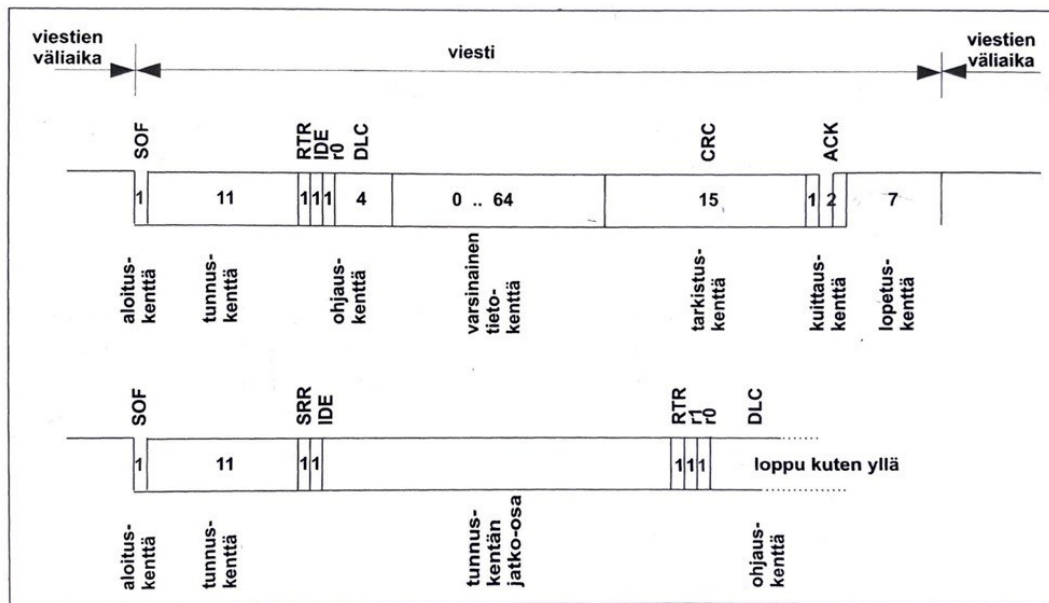 viestien
väliaika
viesti
viestien
väliaika
SOF
RTR
IDE
r0
DLC
CRC
ACK
1
11
1
1
1
4
0 .. 64
15
1
2
7
aloitus-
kenttä
tunnus-
kenttä
ohjaus-
kenttä
varsinainen
tieto-
kenttä
tarkistus-
kenttä
kuittaus-
kenttä
lopetus-
kenttä
SOF
SRR
IDE
RTR
r1
r0
DLC
1
11
1
1
1
1
1
loppu kuten yllä
aloitus-
kenttä
tunnus-
kenttä
tunnus-
kentän
jatko-osa
ohjaus-
kenttä